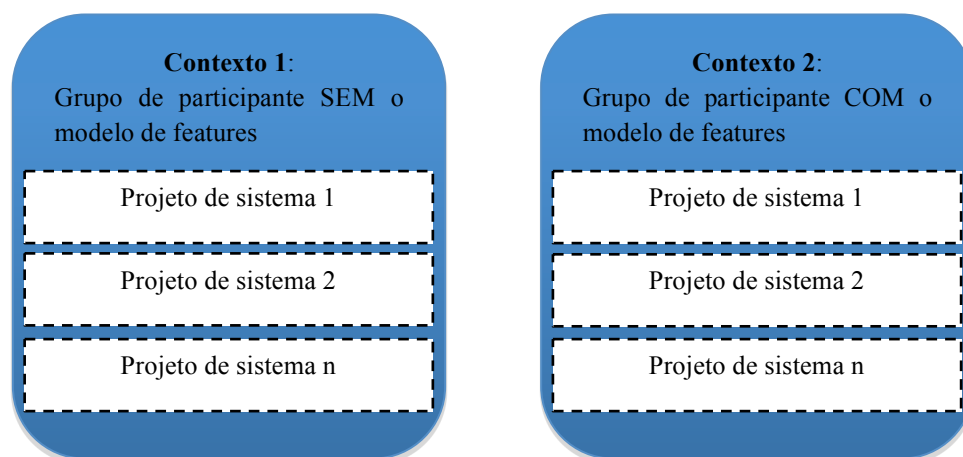 Contexto 1:
Grupo de participante SEM o
modelo de features
Projeto de sistema 1
Projeto de sistema 2
Projeto de sistema n
Contexto 2:
Grupo de participante COM o
modelo de features
Projeto de sistema 1
Projeto de sistema 2
Projeto de sistema n